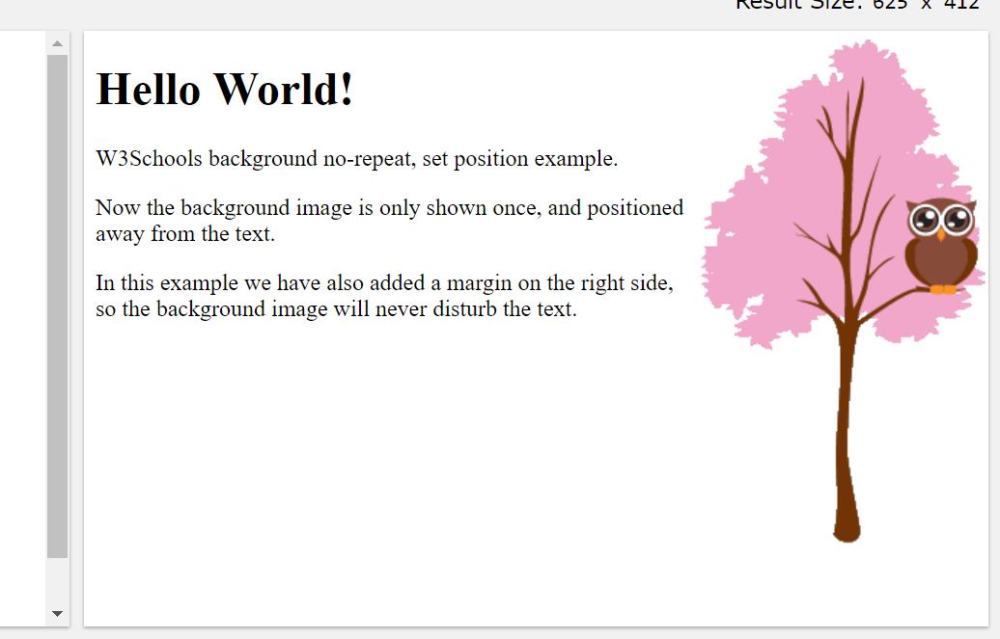 Result Size: 625 x 412
Hello World!
W3Schools background no-repeat, set position example.
Now the background image is only shown once, and positioned
away from the text.
In this example we have also added a margin on the right side,
so the background image will never disturb the text.